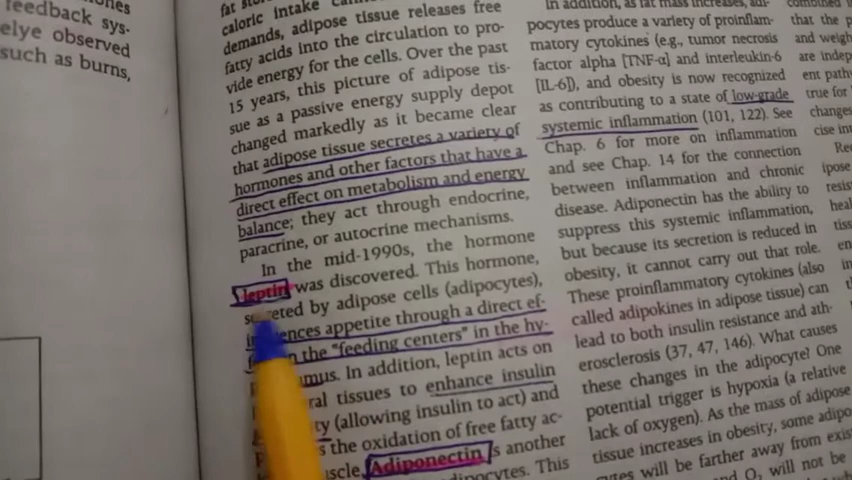 feedback sys-
elye observed
such as burns,
caloric intake
demands, adipose tissue releases free
fatty acids into the circulation to pro-
vide energy for the cells. Over the past
15 years, this picture of adipose tis-
sue as a passive energy supply depot
changed markedly as it became clear
that adipose tissue secretes a variety of
hormones and other factors that have a
direct effect on metabolism and energy
balance; they act through endocrine,
paracrine, or autocrine mechanisms.
In the mid-1990s, the hormone
leptin was discovered. This hormone,
by adipose cells (adipocytes),
appetite through a direct ef-
the "feeding centers" in the hy-
In addition, leptin acts on
tissues to enhance insulin
(allowing insulin to act) and
the oxidation of free fatty ac-
Adiponectin is another
This
In addition, as fat mass increases, adi-
pocytes produce a variety of proinflam-
matory cytokines (e.g., tumor necrosis
factor alpha [TNF-α] and interleukin-6
[IL-6]), and obesity is now recognized
as contributing to a state of low-grade
systemic inflammation (101, 122). See
Chap. 6 for more on inflammation
and see Chap. 14 for the connection
between inflammation and chronic
disease. Adiponectin has the ability to
suppress this systemic inflammation,
but because its secretion is reduced in
obesity, it cannot carry out that role.
These proinflammatory cytokines (also
called adipokines in adipose tissue) can
lead to both insulin resistance and ath-
erosclerosis (37, 47, 146). What causes
these changes in the adipocyte? One
potential trigger is hypoxia (a relative
lack of oxygen). As the mass of adipose
tissue increases in obesity, some adipo
will be farther away from
and O₂ will not be
that the p
and weigh
are indep
ent path
true for
changes
cise in